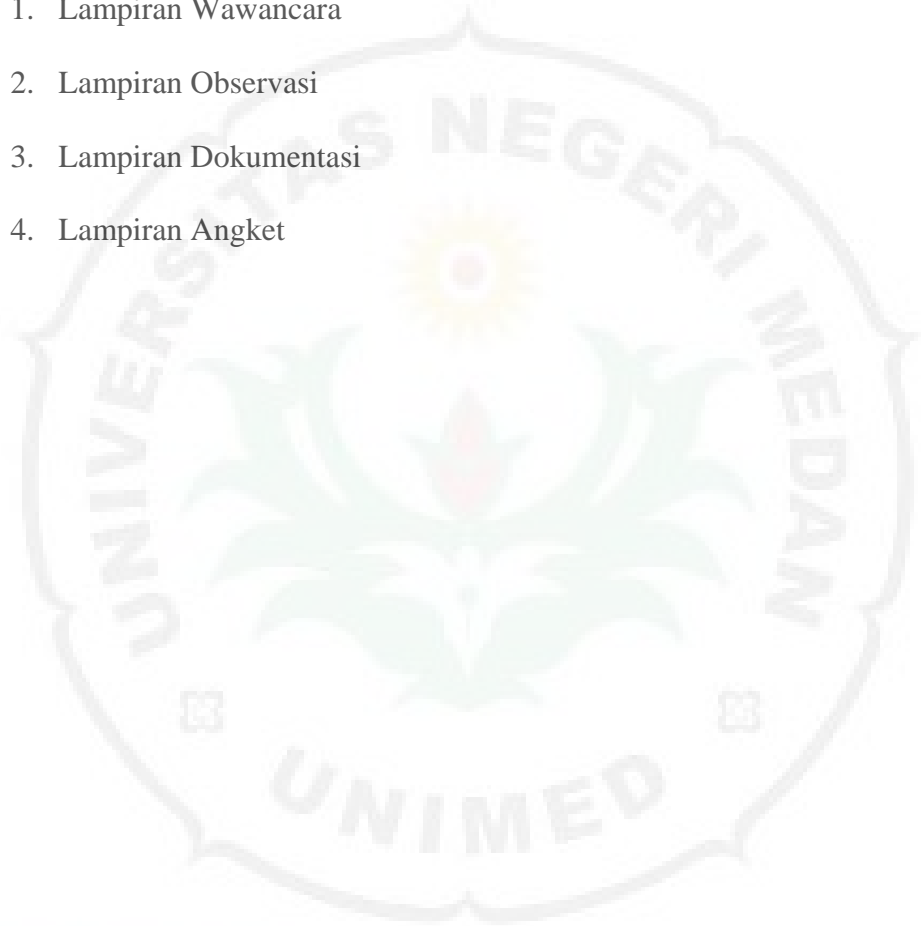 1. Lampiran Wawancara
2. Lampiran Observasi
3. Lampiran Dokumentasi
4. Lampiran Angket
UNIVERSITAS NEGERI MEDAN
UNIMED